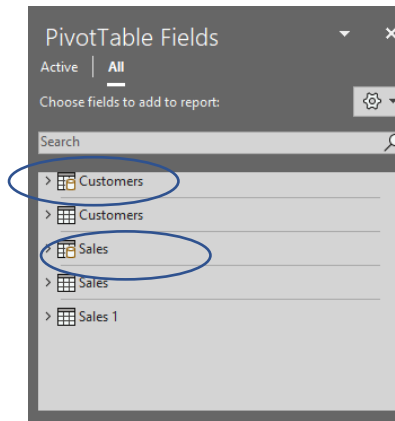 PivotTable Fields
Active | All
Choose fields to add to report:
Search
Customers
Customers
Sales
Sales
Sales 1